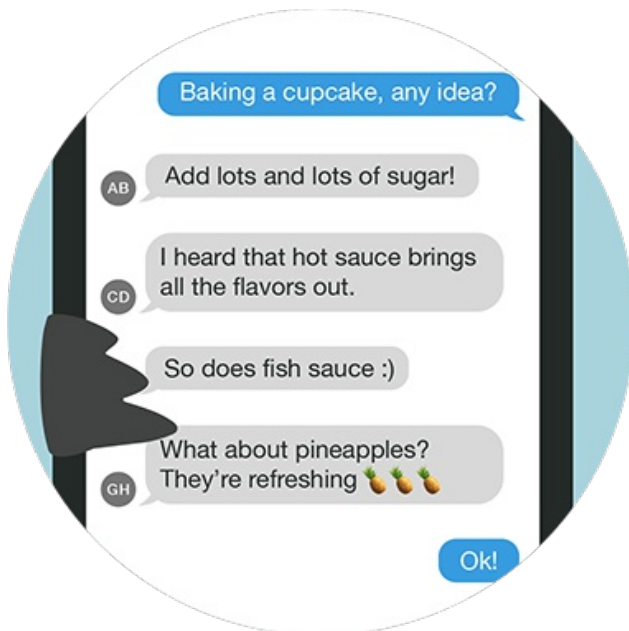 Baking a cupcake, any idea?
AB
Add lots and lots of sugar!
I heard that hot sauce brings
all the flavors out.
CD
So does fish sauce :)
What about pineapples?
They're refreshing 🍍🍍🍍
GH
Ok!